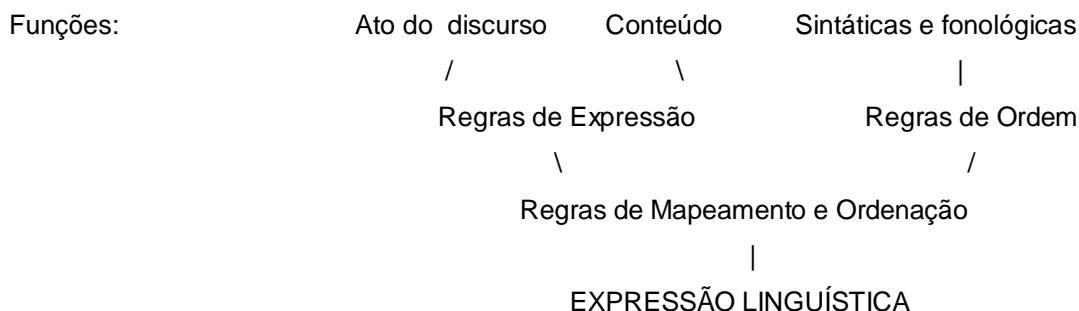 Funções: Ato do discurso Conteúdo Sintáticas e fonológicas
/ \ |
Regras de Expressão Regras de Ordem
\ /
Regras de Mapeamento e Ordenação
|
EXPRESSÃO LINGUÍSTICA